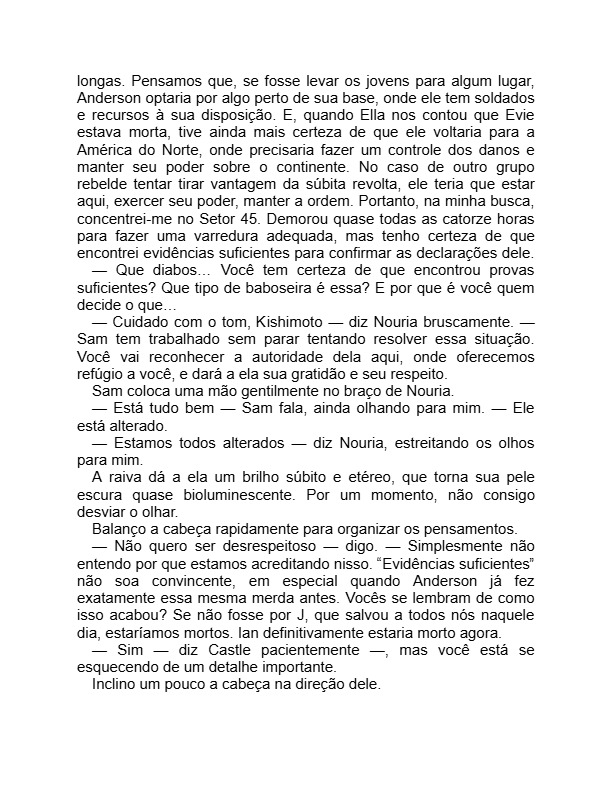 longas. Pensamos que, se fosse levar os jovens para algum lugar,
Anderson optaria por algo perto de sua base, onde ele tem soldados
e recursos à sua disposição. E, quando Ella nos contou que Evie
estava morta, tive ainda mais certeza de que ele voltaria para a
América do Norte, onde precisaria fazer um controle dos danos e
manter seu poder sobre o continente. No caso de outro grupo
rebelde tentar tirar vantagem da súbita revolta, ele teria que estar
aqui, exercer seu poder, manter a ordem. Portanto, na minha busca,
concentrei-me no Setor 45. Demorou quase todas as catorze horas
para fazer uma varredura adequada, mas tenho certeza de que
encontrei evidências suficientes para confirmar as declarações dele.
— Que diabos… Você tem certeza de que encontrou provas
suficientes? Que tipo de baboseira é essa? E por que é você quem
decide o que…
— Cuidado com o tom, Kishimoto — diz Nouria bruscamente. —
Sam tem trabalhado sem parar tentando resolver essa situação.
Você vai reconhecer a autoridade dela aqui, onde oferecemos
refúgio a você, e dará a ela sua gratidão e seu respeito.
Sam coloca uma mão gentilmente no braço de Nouria.
— Está tudo bem — Sam fala, ainda olhando para mim. — Ele
está alterado.
— Estamos todos alterados — diz Nouria, estreitando os olhos
para mim.
A raiva dá a ela um brilho súbito e etéreo, que torna sua pele
escura quase bioluminescente. Por um momento, não consigo
desviar o olhar.
Balanço a cabeça rapidamente para organizar os pensamentos.
— Não quero ser desrespeitoso — digo. — Simplesmente não
entendo por que estamos acreditando nisso. “Evidências suficientes”
não soa convincente, em especial quando Anderson já fez
exatamente essa mesma merda antes. Vocês se lembram de como
isso acabou? Se não fosse por J, que salvou a todos nós naquele
dia, estaríamos mortos. Ian definitivamente estaria morto agora.
— Sim — diz Castle pacientemente —, mas você está se
esquecendo de um detalhe importante.
Inclino um pouco a cabeça na direção dele.